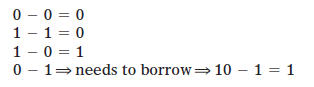 0 − 0 = 0
1 − 1 = 0
1 − 0 = 1
0 − 1⇒needs to borrow⇒10 − 1 = 1